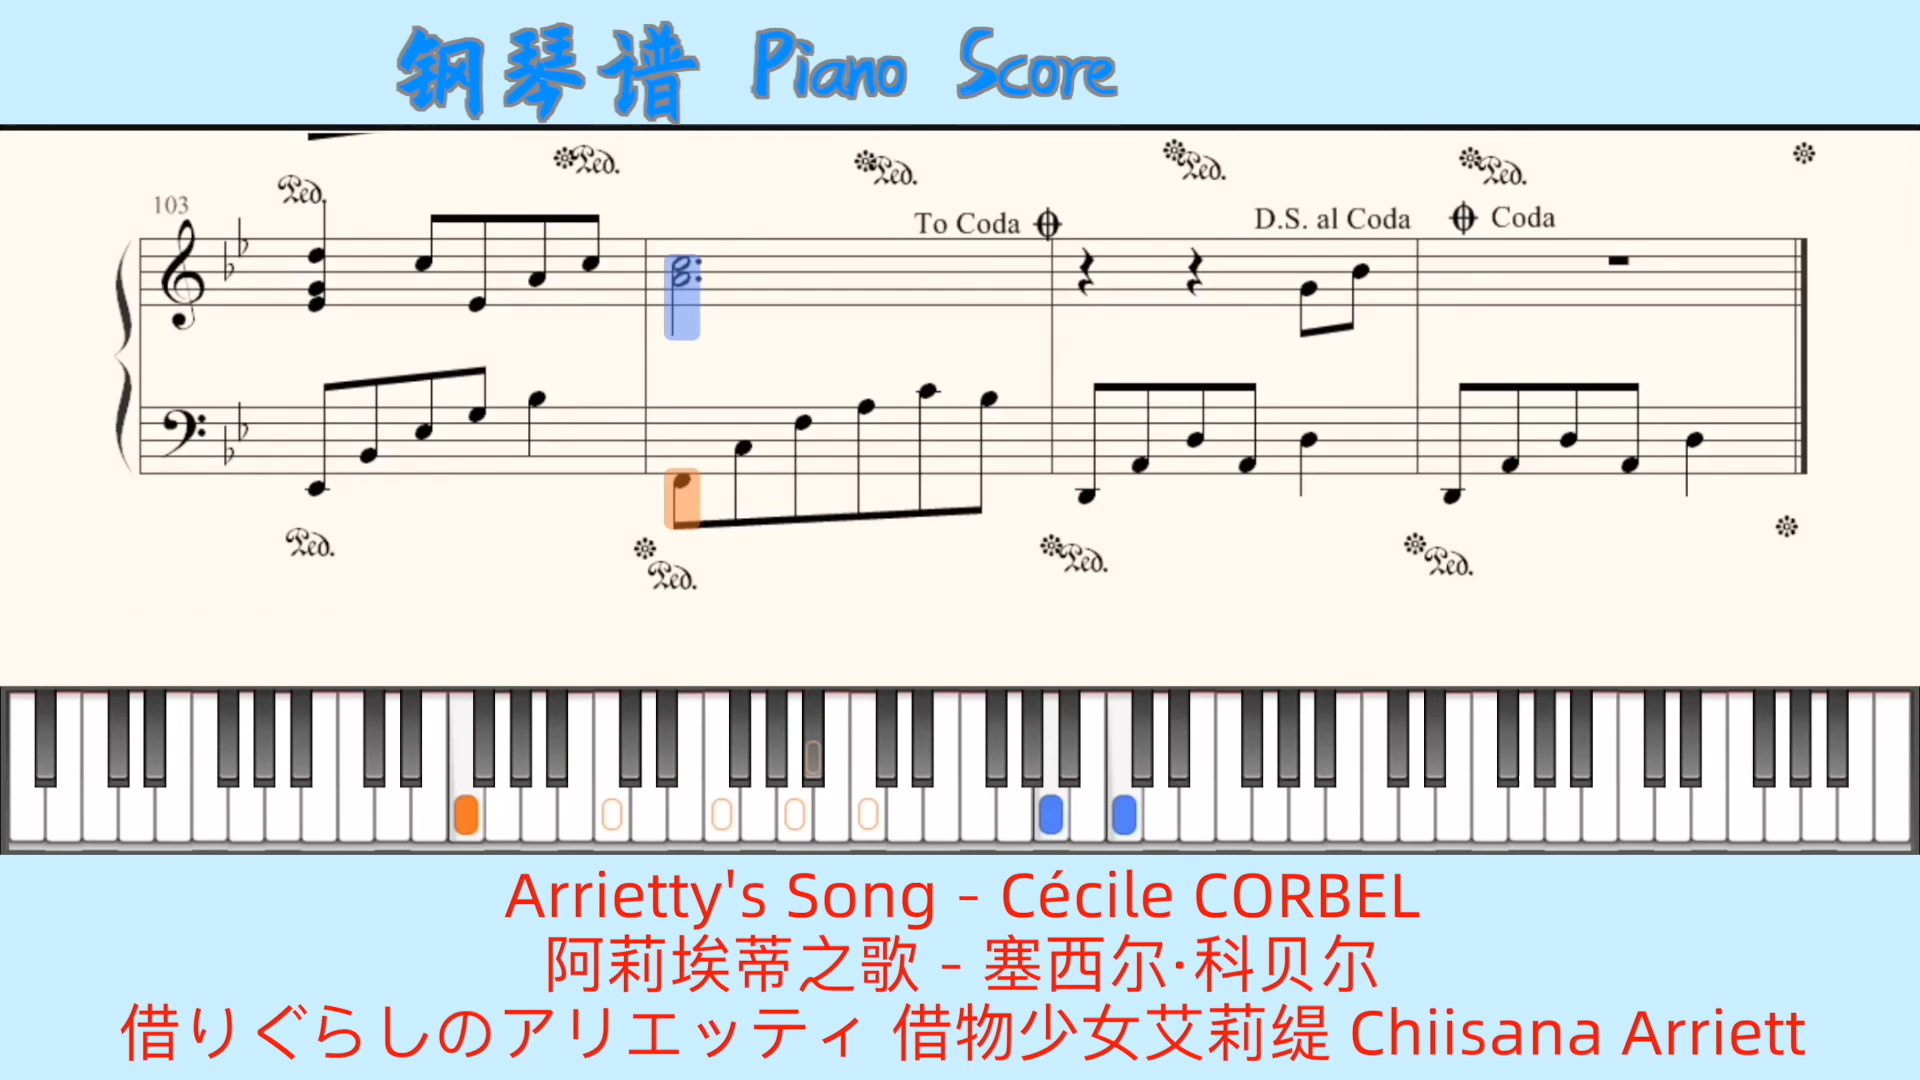 钢琴谱 Piano Score
Ped. Ped. Ped. Ped. Ped.
103
To Coda D.S. al Coda Coda
Ped. Ped. Ped. Ped.
Arrietty's Song - Cécile CORBEL
阿莉埃蒂之歌 - 塞西尔·科贝尔
借りぐらしのアリエッティ 借物少女艾莉缇 Chiisana Arriett